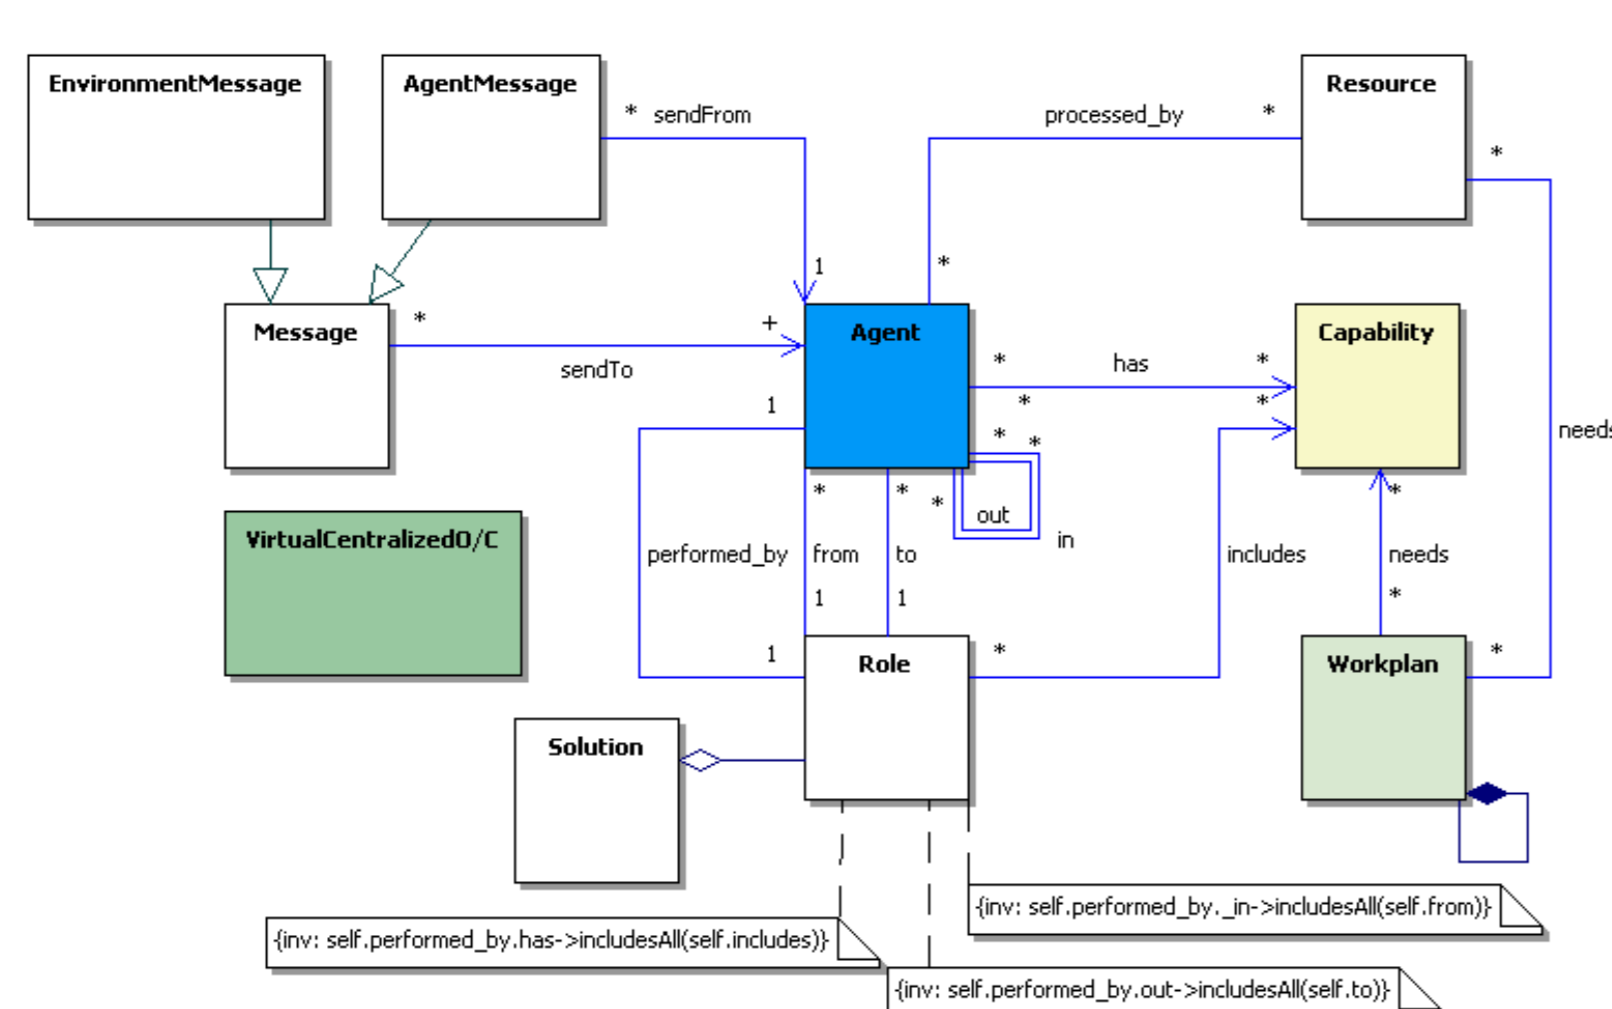 EnvironmentMessage
AgentMessage
Resource
* sendFrom
processed_by *
*
1
*
Message
*
+
Agent
Capability
sendTo
* has *
1
* *
* *
* * * * *
out
in
VirtualCentralizedO/C
performed_by
from
to
includes
needs
needs
1 1 *
1
Role
*
Workplan
*
Solution
{inv: self.performed_by._in->includesAll(self.from)}
{inv: self.performed_by.has->includesAll(self.includes)}
{inv: self.performed_by.out->includesAll(self.to)}